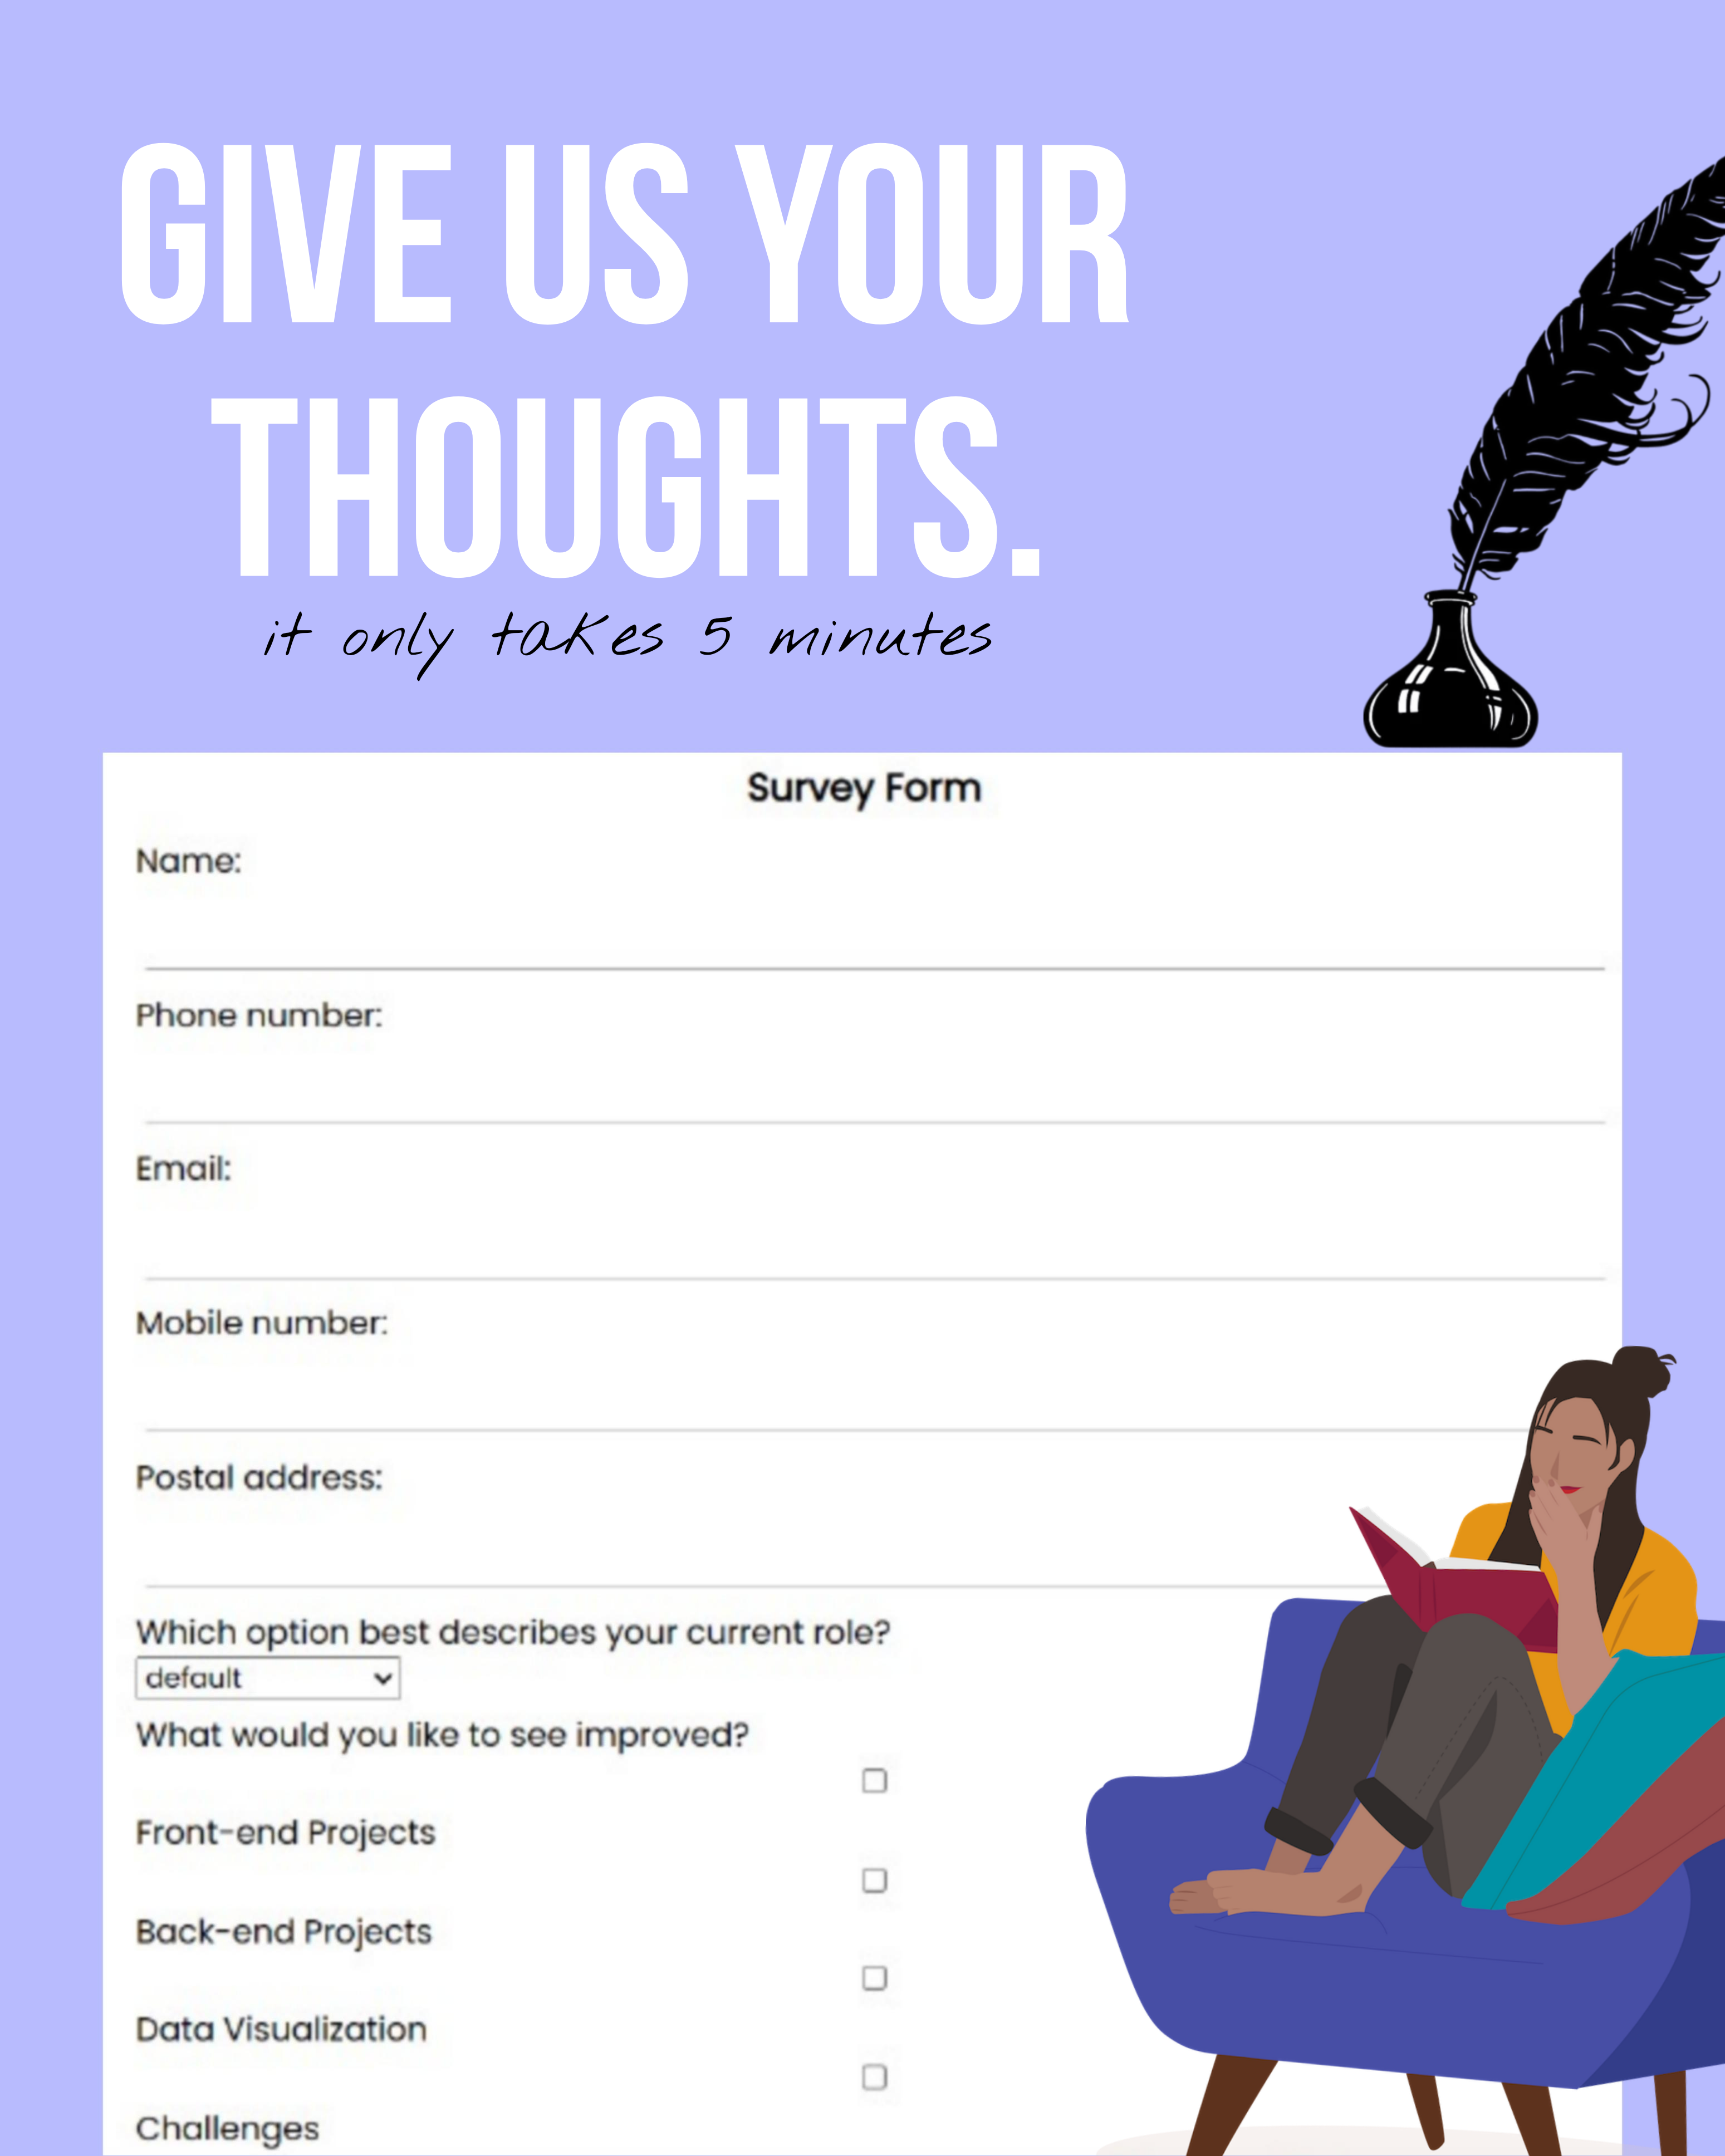 GIVE US YOUR
THOUGHTS.
it only takes 5 minutes
Survey Form
Name:
Phone number:
Email:
Mobile number:
Postal address:
Which option best describes your current role?
default
What would you like to see improved?
Front-end Projects
Back-end Projects
Data Visualization
Challenges